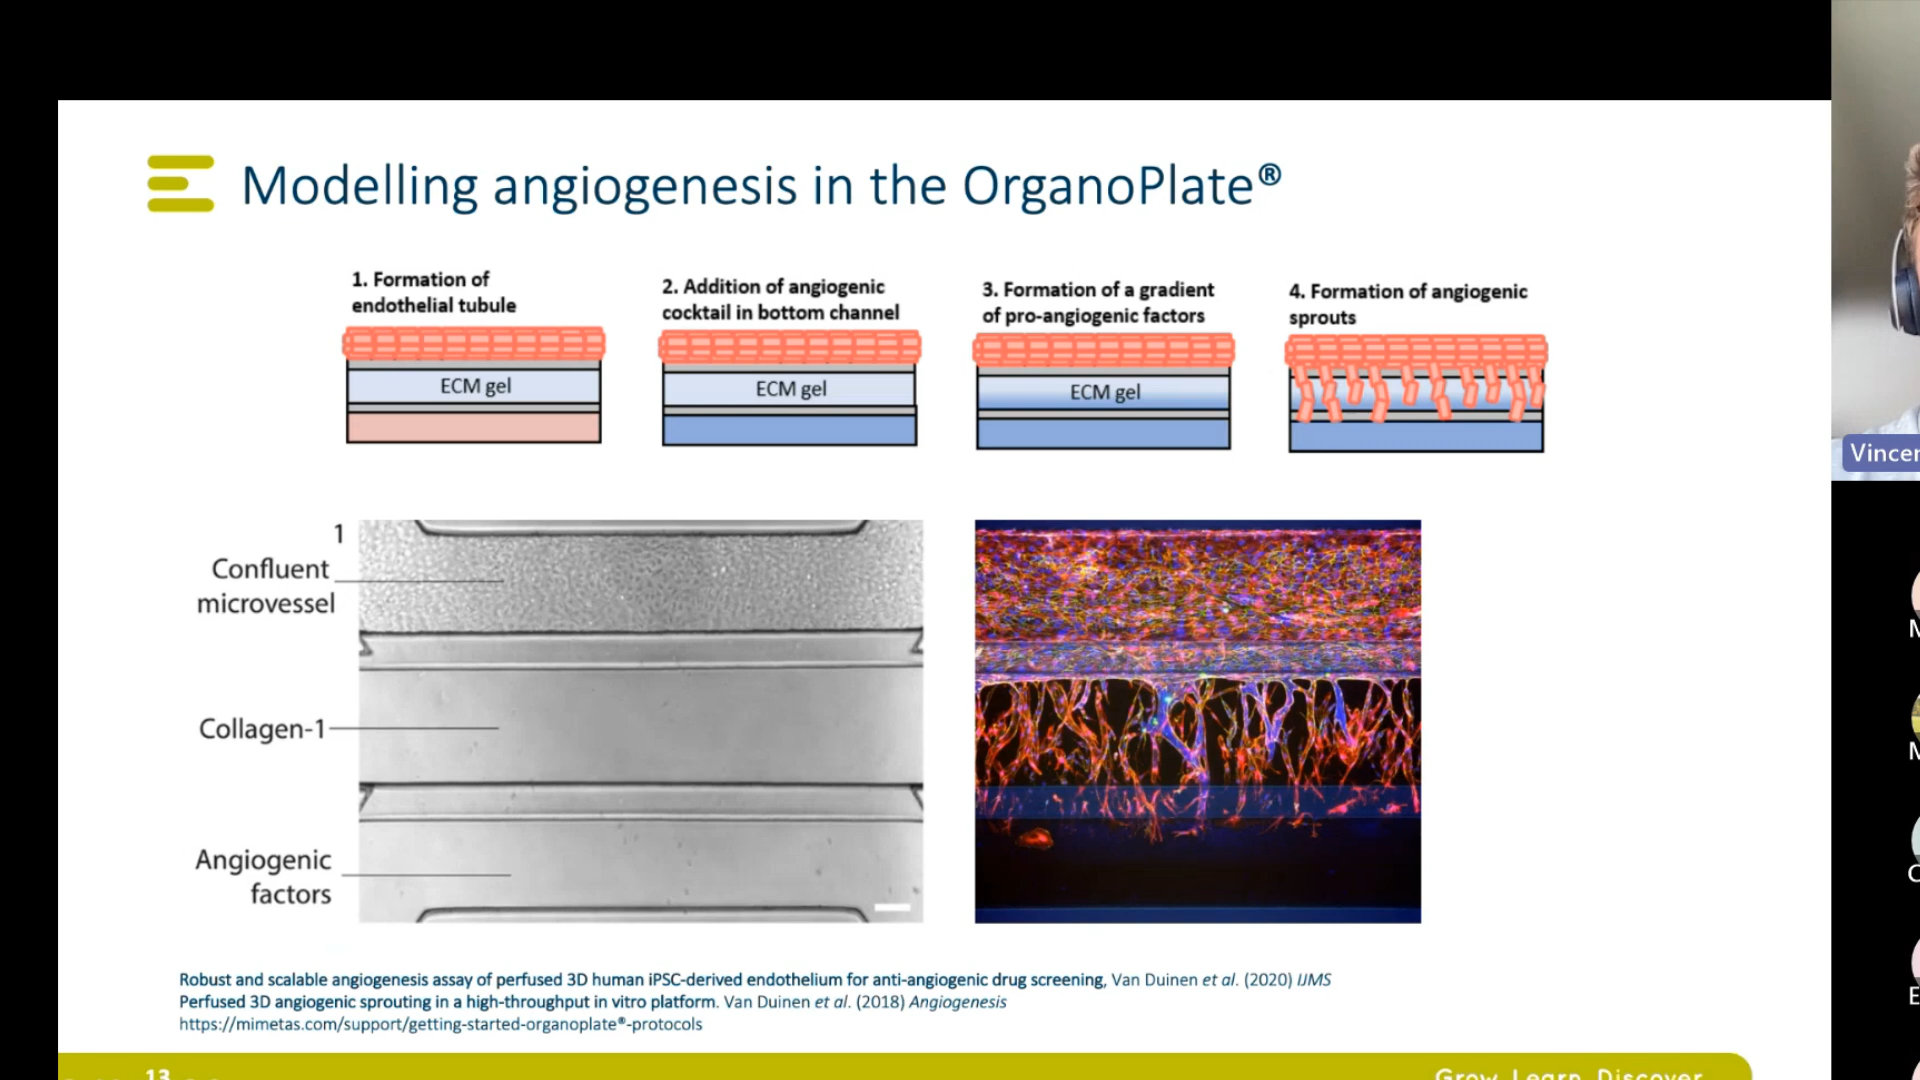 Modelling angiogenesis in the OrganoPlate®
1. Formation of
endothelial tubule
ECM gel
2. Addition of angiogenic
cocktail in bottom channel
ECM gel
3. Formation of a gradient
of pro-angiogenic factors
ECM gel
4. Formation of angiogenic
sprouts
1
Confluent
microvessel
Collagen-1
Angiogenic
factors
Robust and scalable angiogenesis assay of perfused 3D human iPSC-derived endothelium for anti-angiogenic drug screening, Van Duinen et al. (2020) IJMS
Perfused 3D angiogenic sprouting in a high-throughput in vitro platform. Van Duinen et al. (2018) Angiogenesis
https://mimetas.com/support/getting-started-organoplate®-protocols
13
Grow. Learn. Discover.